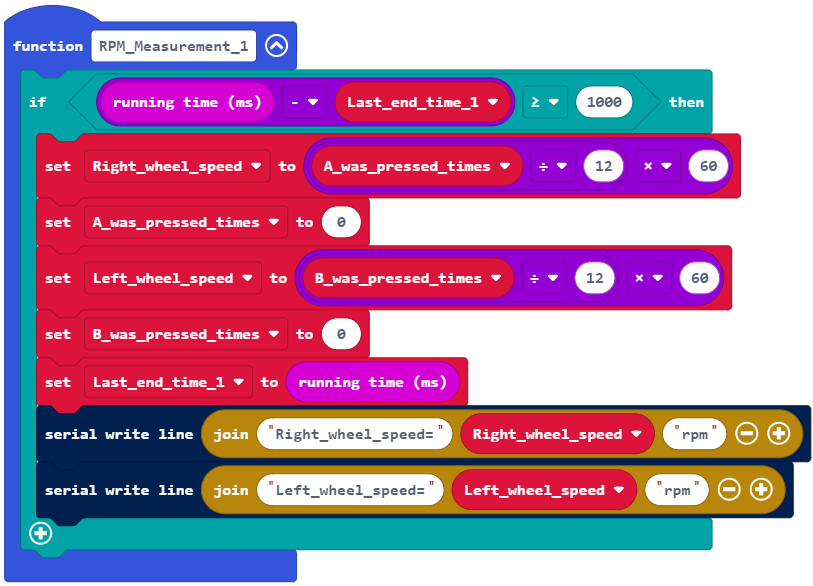 function RPM_Measurement_1
if running time (ms) - Last_end_time_1 ≥ 1000 then
set Right_wheel_speed to A_was_pressed_times ÷ 12 × 60
set A_was_pressed_times to 0
set Left_wheel_speed to B_was_pressed_times ÷ 12 × 60
set B_was_pressed_times to 0
set Last_end_time_1 to running time (ms)
serial write line join "Right_wheel_speed=" Right_wheel_speed "rpm"
serial write line join "Left_wheel_speed=" Left_wheel_speed "rpm"